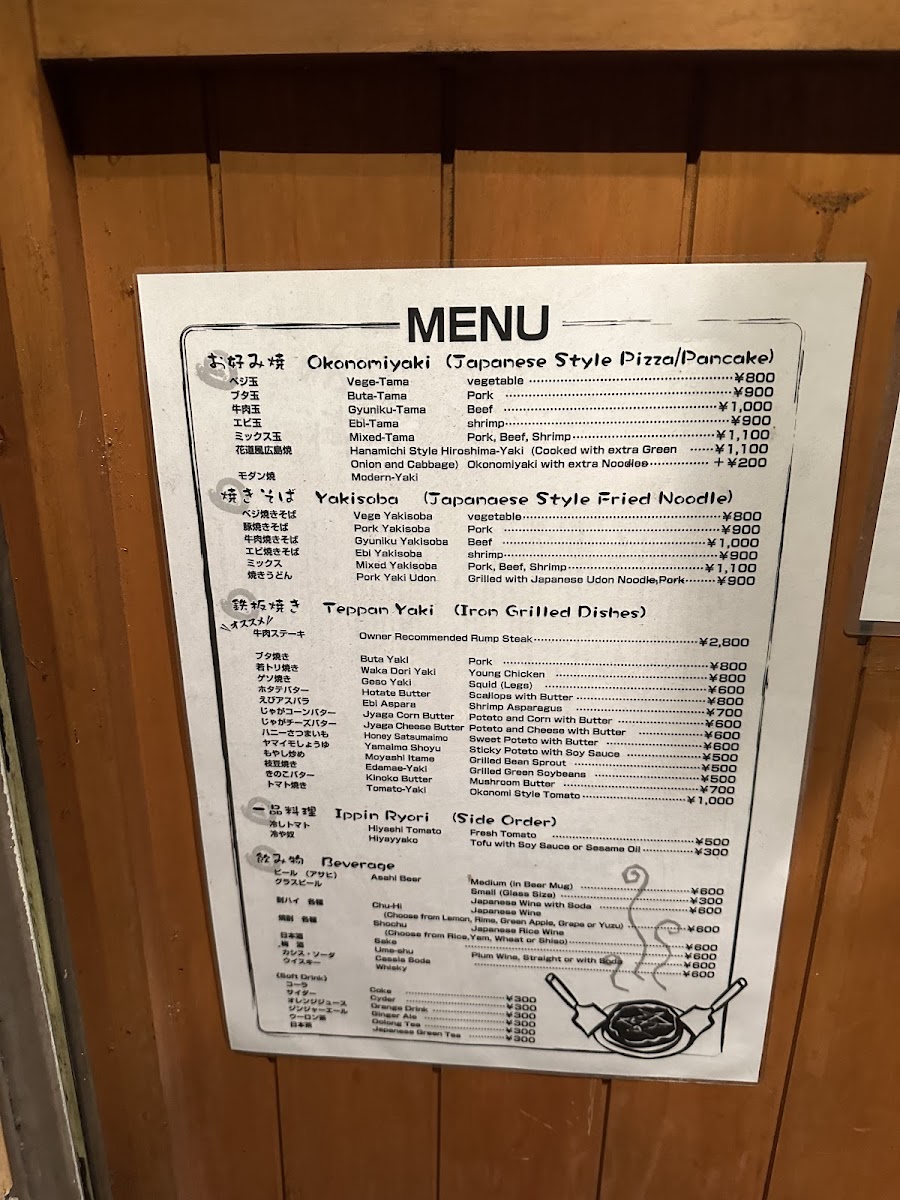 MENU
お好み焼 Okonomiyaki (Japanese Style Pizza/Pancake)
ベジ玉 Vege-Tama vegetable ¥800
ブタ玉 Buta-Tama Pork ¥900
牛肉玉 Gyuniku-Tama Beef ¥1,000
エビ玉 Ebi-Tama shrimp ¥900
ミックス玉 Mixed-Tama Pork, Beef, Shrimp ¥1,100
花道風広島焼 Hanamichi Style Hiroshima-Yaki (Cooked with extra Green ¥1,100
Onion and Cabbage) Okonomiyaki with extra Noodles +¥200
モダン焼 Modern-Yaki
焼きそば Yakisoba (Japanaese Style Fried Noodle)
ベジ焼きそば Vege Yakisoba vegetable ¥800
豚焼きそば Pork Yakisoba Pork ¥900
牛肉焼きそば Gyuniku Yakisoba Beef ¥1,000
エビ焼きそば Ebi Yakisoba shrimp ¥900
ミックス Mixed Yakisoba Pork, Beef, Shrimp ¥1,100
焼きうどん Pork Yaki Udon Grilled with Japanese Udon Noodle,Pork ¥900
鉄板焼き Teppan Yaki (Iron Grilled Dishes)
オススメ!!
牛肉ステーキ Owner Recommended Rump Steak ¥2,800
ブタ焼き Buta Yaki Pork ¥800
若トリ焼き Waka Dori Yaki Young Chicken ¥800
ゲソ焼き Geso Yaki Squid (Legs) ¥600
ホタテバター Hotate Butter Scallops with Butter ¥800
えびアスパラ Ebi Aspara Shrimp Asparagus ¥700
じゃがコーンバター Jyaga Corn Butter Poteto and Corn with Butter ¥600
じゃがチーズバター Jyaga Cheese Butter Poteto and Cheese with Butter ¥600
ハニーさつまいも Honey Satsumaimo Sweet Poteto with Butter ¥600
ヤマイモしょうゆ Yamaimo Shoyu Sticky Poteto with Soy Sauce ¥500
もやし炒め Moyashi Itame Grilled Bean Sprout ¥500
枝豆焼き Edamae-Yaki Grilled Green Soybeans ¥500
きのこバター Kinoko Butter Mushroom Butter ¥700
トマト焼き Tomato-Yaki Okonomi Style Tomato ¥1,000
一品料理 Ippin Ryori (Side Order)
冷しトマト Hiyashi Tomato Fresh Tomato ¥500
冷や奴 Hiyayyako Tofu with Soy Sauce or Sesame Oil ¥300
飲み物 Beverage
ビール (アサヒ) Asahi Beer Medium (in Beer Mug) ¥600
グラスビール Small (Glass Size) ¥300
酎ハイ 各種 Chu-Hi Japanese Wine with Soda ¥600
(Choose from Lemon, Rime, Green Apple, Grape or Yuzu) Japanese Wine
焼酎 各種 Shochu Japanese Rice Wine ¥600
(Choose from Rice,Yam, Wheat or Shiso)
日本酒 Sake ¥600
梅酒 Ume-shu Plum Wine, Straight or with Soda ¥600
カシス・ソーダ Cassis Soda ¥600
ウイスキー Whisky ¥600
(Soft Drink)
コーラ Coke ¥300
サイダー Cyder ¥300
オレンジジュース Orange Drink ¥300
ジンジャーエール Ginger Ale ¥300
ウーロン茶 Oolong Tea ¥300
日本茶 Japanese Green Tea ¥300